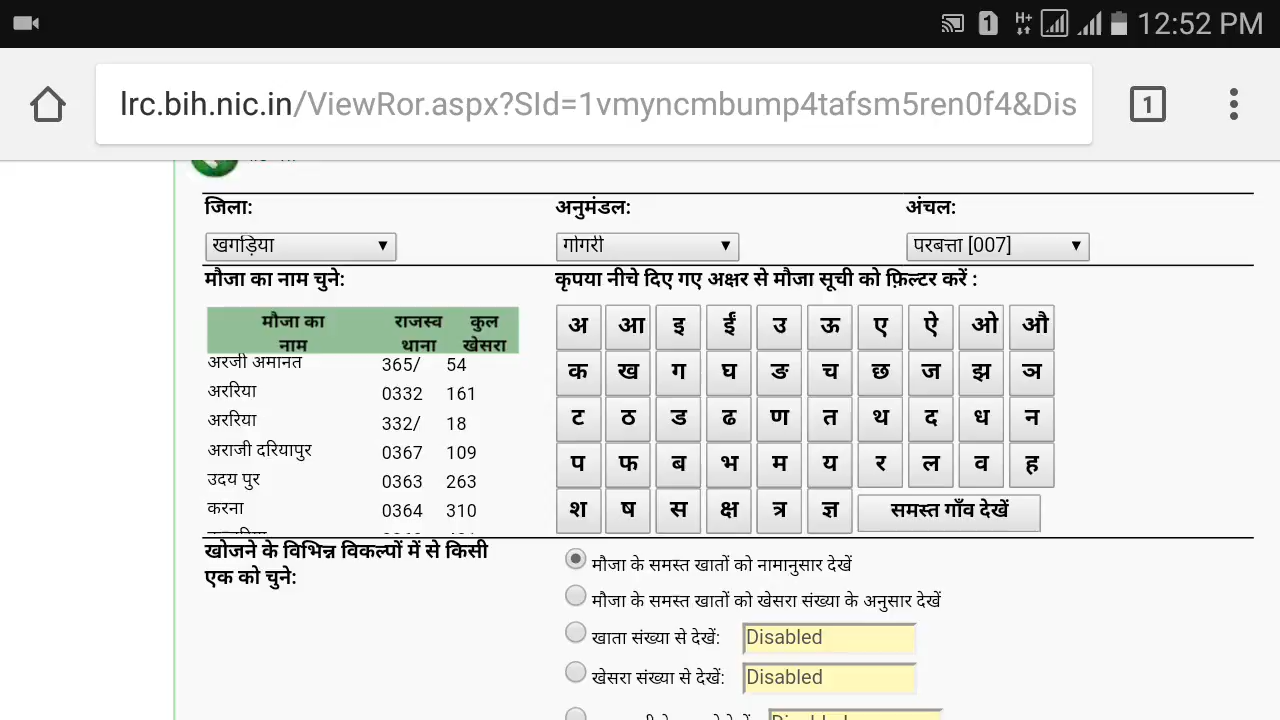 12:52 PM
1 H+
lrc.bih.nic.in/ViewRor.aspx?SId=1vmyncmbump4tafsm5ren0f4&Dis
1
जिला: अनुमंडल: अंचल:
खगड़िया गोगरी परबत्ता [007]
मौजा का नाम चुने: कृपया नीचे दिए गए अक्षर से मौजा सूची को फ़िल्टर करें :
मौजा का नाम राजस्व थाना कुल खेसरा
अरजी अमानत 365/ 54
अररिया 0332 161
अररिया 332/ 18
अराजी दरियापुर 0367 109
उदय पुर 0363 263
करना 0364 310
अ आ इ ईं उ ऊ ए ऐ ओ औ
क ख ग घ ङ च छ ज झ ञ
ट ठ ड ढ ण त थ द ध न
प फ ब भ म य र ल व ह
श ष स क्ष त्र ज्ञ समस्त गाँव देखें
खोजने के विभिन्न विकल्पों में से किसी
एक को चुने:
मौजा के समस्त खातों को नामानुसार देखें
मौजा के समस्त खातों को खेसरा संख्या के अनुसार देखें
खाता संख्या से देखें: Disabled
खेसरा संख्या से देखें: Disabled
Disabled